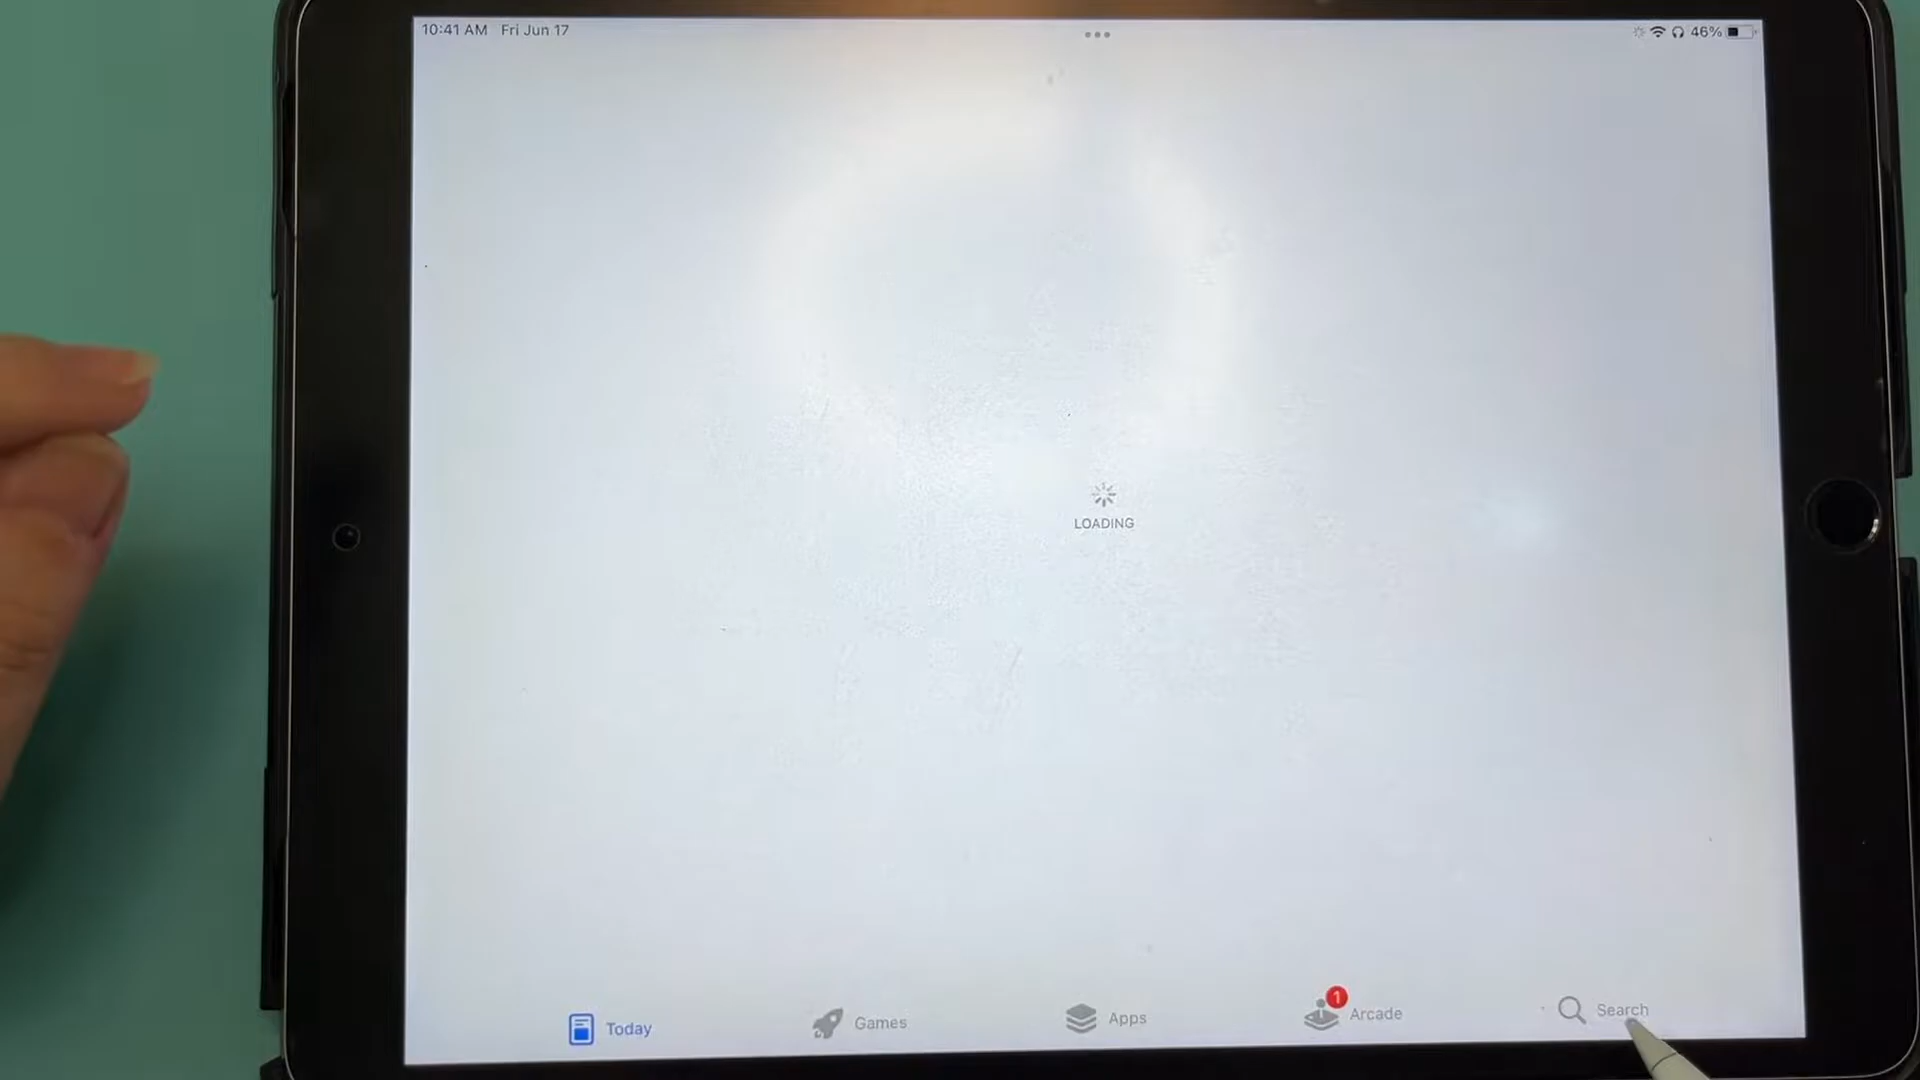 10:41 AM Fri Jun 17
46%
LOADING
Today
Games
Apps
1
Arcade
Search